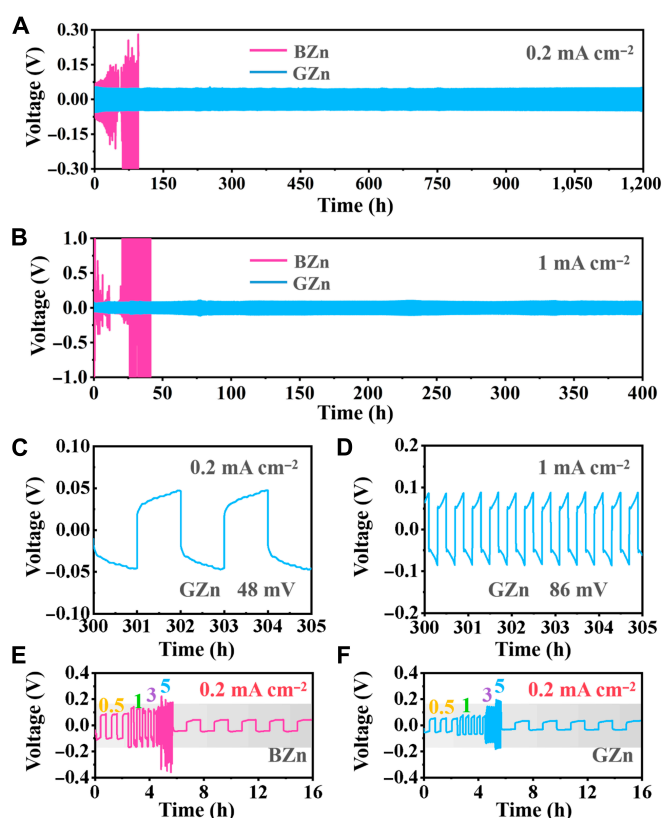 A
0.30
0.15
0.00
−0.15
−0.30
Voltage (V)
BZn
GZn
0.2 mA cm−2
0 150 300 450 600 750 900 1,050 1,200
Time (h)
B
1.0
0.5
0.0
−0.5
−1.0
Voltage (V)
BZn
GZn
1 mA cm−2
0 50 100 150 200 250 300 350 400
Time (h)
C
0.10
0.05
0.00
−0.05
−0.10
Voltage (V)
0.2 mA cm−2
GZn 48 mV
300 301 302 303 304 305
Time (h)
D
0.2
0.1
0.0
−0.1
−0.2
Voltage (V)
1 mA cm−2
GZn 86 mV
300 301 302 303 304 305
Time (h)
E
0.4
0.2
0.0
−0.2
−0.4
Voltage (V)
0.5 1 3 5
0.2 mA cm−2
BZn
0 4 8 12 16
Time (h)
F
0.4
0.2
0.0
−0.2
−0.4
Voltage (V)
0.5 1 3 5
0.2 mA cm−2
GZn
0 4 8 12 16
Time (h)